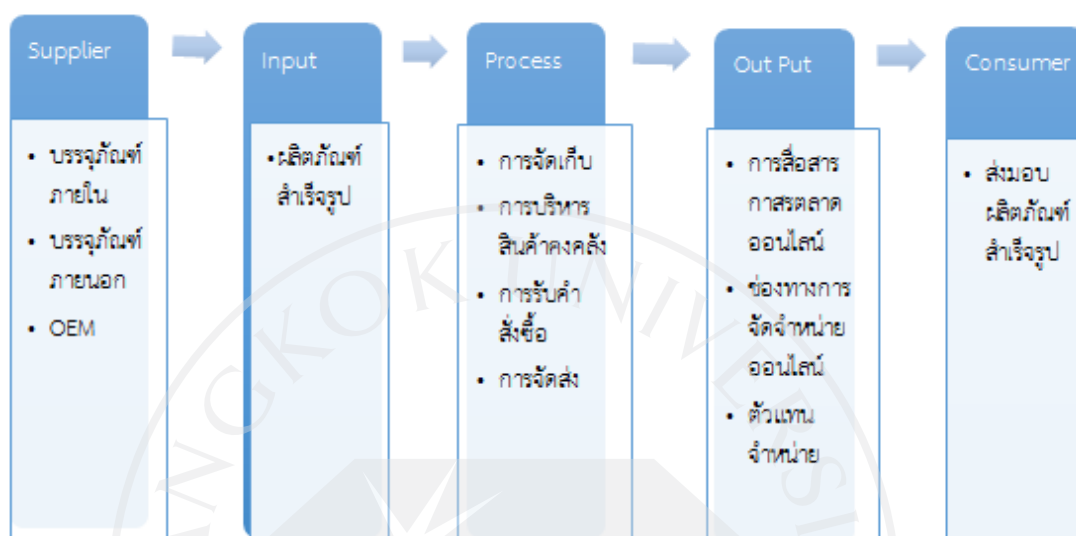 Supplier
• บรรจุภัณฑ์
ภายใน
• บรรจุภัณฑ์
ภายนอก
• OEM
Input
•ผลิตภัณฑ์
สำเร็จรูป
Process
• การจัดเก็บ
• การบริหาร
สินค้าคงคลัง
• การรับคำ
สั่งซื้อ
• การจัดส่ง
Out Put
• การสื่อสาร
กาสรตลาด
ออนไลน์
• ช่องทางการ
จัดจำหน่าย
ออนไลน์
• ตัวแทน
จำหน่าย
Consumer
• ส่งมอบ
ผลิตภัณฑ์
สำเร็จรูป